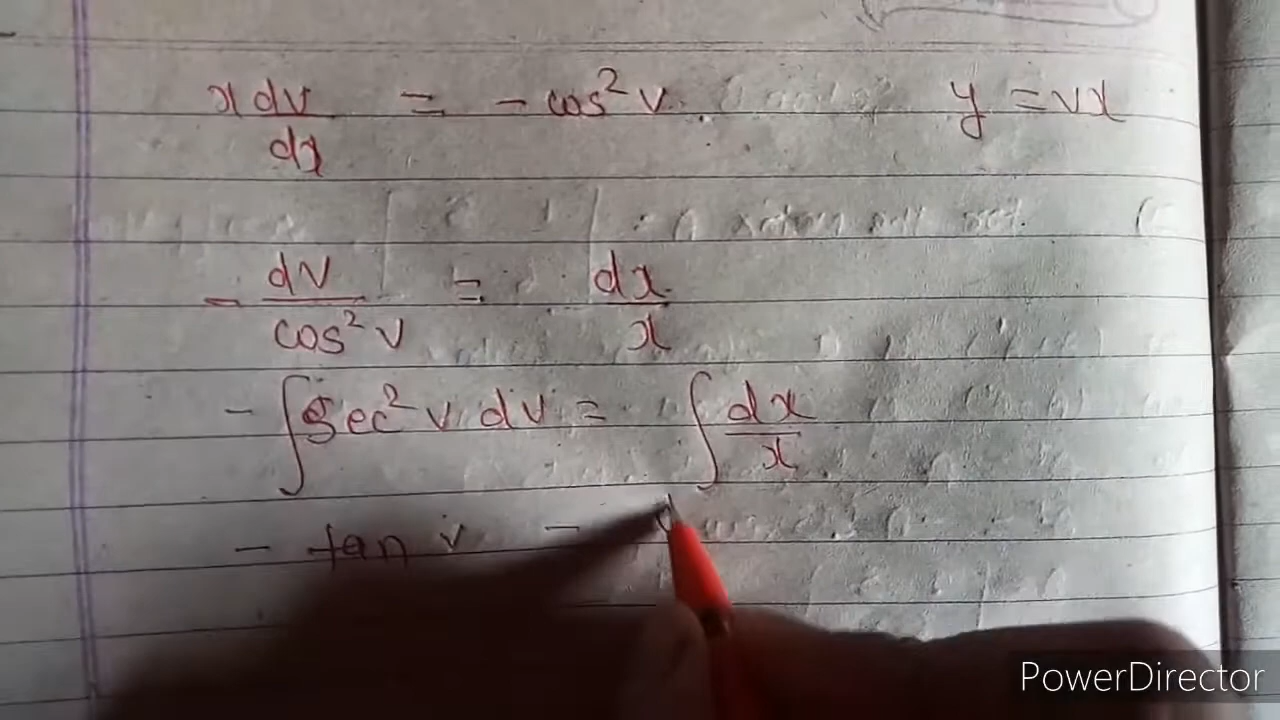 x dv/dx = - cos² v. y = vx
- dv/cos² v = dx/x
- ∫ sec² v dv = ∫ dx/x
- tan v =
PowerDirector